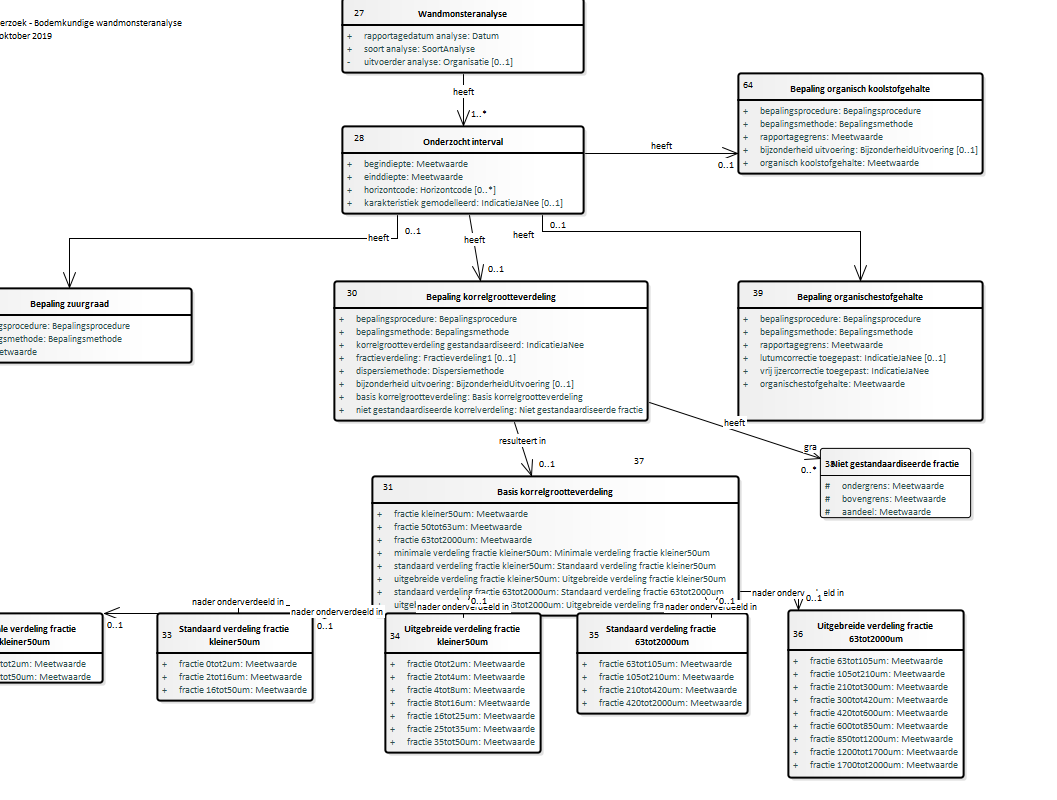 erzoek - Bodemkundige wandmonsteranalyse
oktober 2019
27 Wandmonsteranalyse
+ rapportagedatum analyse: Datum
+ soort analyse: SoortAnalyse
- uitvoerder analyse: Organisatie [0..1]
heeft
1..*
64 Bepaling organisch koolstofgehalte
+ bepalingsprocedure: Bepalingsprocedure
+ bepalingsmethode: Bepalingsmethode
+ rapportagegrens: Meetwaarde
+ bijzonderheid uitvoering: BijzonderheidUitvoering [0..1]
+ organisch koolstofgehalte: Meetwaarde
28 Onderzocht interval
+ begindiepte: Meetwaarde
+ einddiepte: Meetwaarde
+ horizontcode: Horizontcode [0..*]
+ karakteristiek gemodelleerd: IndicatieJaNee [0..1]
heeft
0..1
heeft
0..1
heeft
0..1
heeft
0..1
Bepaling zuurgraad
gsprocedure: Bepalingsprocedure
gsmethode: Bepalingsmethode
etwaarde
30 Bepaling korrelgrootteverdeling
+ bepalingsprocedure: Bepalingsprocedure
+ bepalingsmethode: Bepalingsmethode
+ korrelgrootteverdeling gestandaardiseerd: IndicatieJaNee
+ fractieverdeling: Fractieverdeling1 [0..1]
+ dispersiemethode: Dispersiemethode
+ bijzonderheid uitvoering: BijzonderheidUitvoering [0..1]
+ basis korrelgrootteverdeling: Basis korrelgrootteverdeling
+ niet gestandaardiseerde korrelverdeling: Niet gestandaardiseerde fractie
39 Bepaling organischestofgehalte
+ bepalingsprocedure: Bepalingsprocedure
+ bepalingsmethode: Bepalingsmethode
+ rapportagegrens: Meetwaarde
+ lutumcorrectie toegepast: IndicatieJaNee [0..1]
+ vrij ijzercorrectie toegepast: IndicatieJaNee
+ organischestofgehalte: Meetwaarde
heeft
gra
0..*
resulteert in
0..1
37
Niet gestandaardiseerde fractie
# ondergrens: Meetwaarde
# bovengrens: Meetwaarde
# aandeel: Meetwaarde
31 Basis korrelgrootteverdeling
+ fractie kleiner50um: Meetwaarde
+ fractie 50tot63um: Meetwaarde
+ fractie 63tot2000um: Meetwaarde
+ minimale verdeling fractie kleiner50um: Minimale verdeling fractie kleiner50um
+ standaard verdeling fractie kleiner50um: Standaard verdeling fractie kleiner50um
+ uitgebreide verdeling fractie kleiner50um: Uitgebreide verdeling fractie kleiner50um
+ standaard verdeling fractie 63tot2000um: Standaard verdeling fractie 63tot2000um
+ uitgel 3tot2000um: Uitgebreide verdeling fra
nader onderverdeeld in
0..1
nader onderverdeeld in
0..1
nader onderverdeeld in
0..1
nader onderverdeeld in
0..1
nader onderv eld in
0..1
le verdeling fractie
kleiner50um
tot2um: Meetwaarde
tot50um: Meetwaarde
33 Standaard verdeling fractie
kleiner50um
+ fractie 0tot2um: Meetwaarde
+ fractie 2tot16um: Meetwaarde
+ fractie 16tot50um: Meetwaarde
34 Uitgebreide verdeling fractie
kleiner50um
+ fractie 0tot2um: Meetwaarde
+ fractie 2tot4um: Meetwaarde
+ fractie 4tot8um: Meetwaarde
+ fractie 8tot16um: Meetwaarde
+ fractie 16tot25um: Meetwaarde
+ fractie 25tot35um: Meetwaarde
+ fractie 35tot50um: Meetwaarde
35 Standaard verdeling fractie
63tot2000um
+ fractie 63tot105um: Meetwaarde
+ fractie 105tot210um: Meetwaarde
+ fractie 210tot420um: Meetwaarde
+ fractie 420tot2000um: Meetwaarde
36 Uitgebreide verdeling fractie
63tot2000um
+ fractie 63tot105um: Meetwaarde
+ fractie 105tot210um: Meetwaarde
+ fractie 210tot300um: Meetwaarde
+ fractie 300tot420um: Meetwaarde
+ fractie 420tot600um: Meetwaarde
+ fractie 600tot850um: Meetwaarde
+ fractie 850tot1200um: Meetwaarde
+ fractie 1200tot1700um: Meetwaarde
+ fractie 1700tot2000um: Meetwaarde